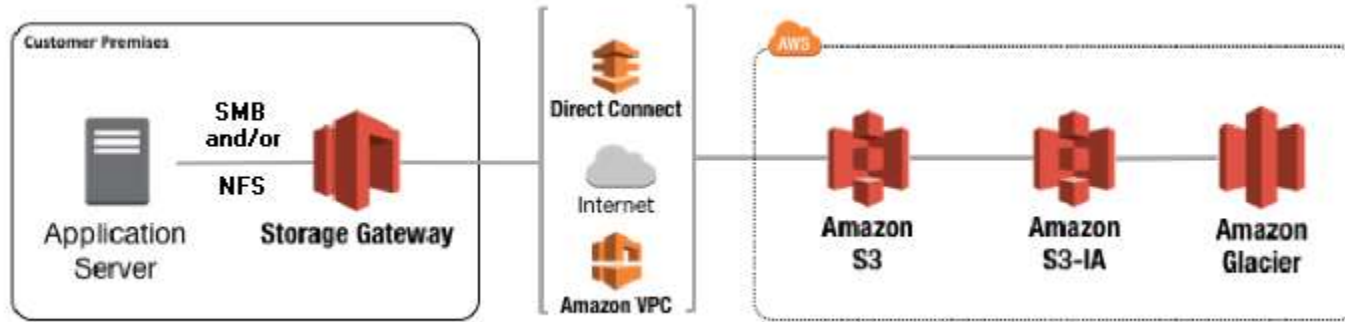 Customer Premises
SMB
and/or
NFS
Application
Server
Storage Gateway
Direct Connect
Internet
Amazon VPC
AWS
Amazon
S3
Amazon
S3-IA
Amazon
Glacier